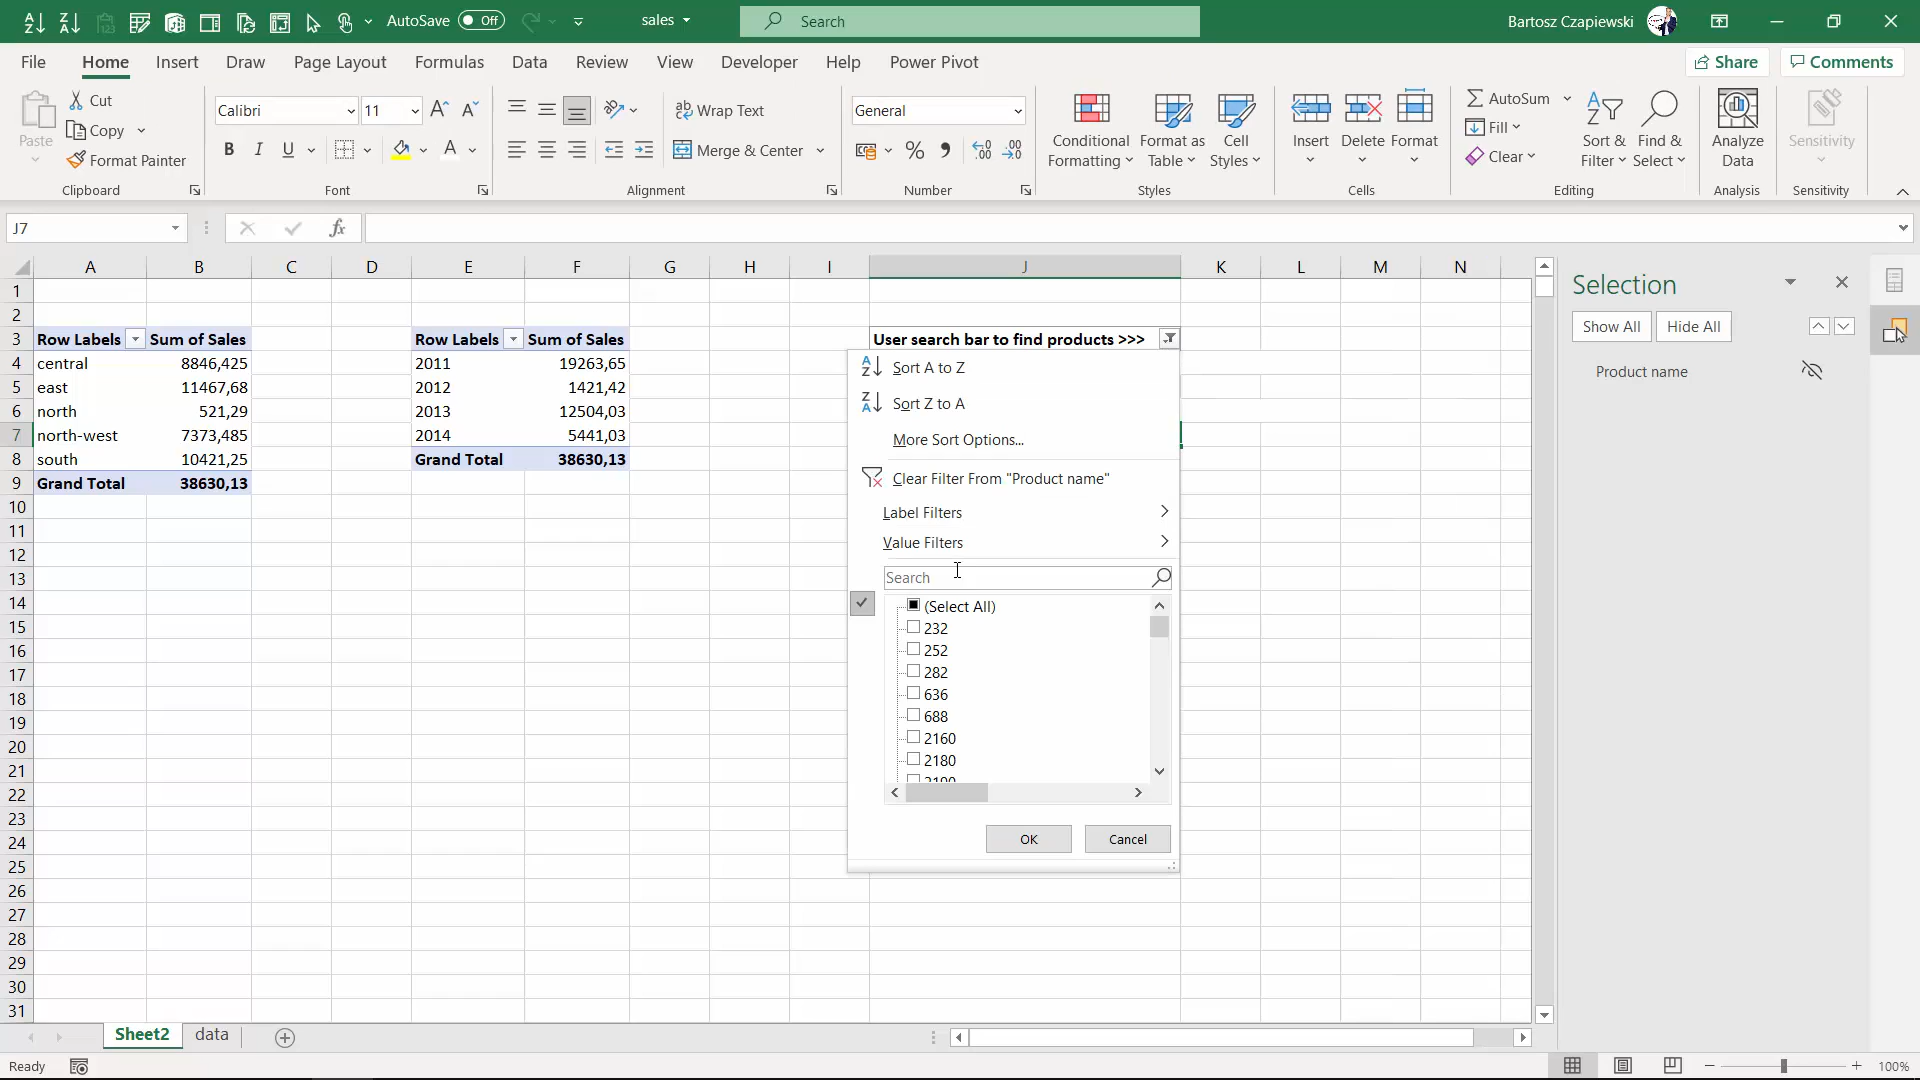 AutoSave Off
sales
Search
Bartosz Czapiewski
File Home Insert Draw Page Layout Formulas Data Review View Developer Help Power Pivot
Share Comments
Paste
Cut
Copy
Format Painter
Clipboard
Calibri 11
B I U
A A
A
Font
Wrap Text
Merge & Center
Alignment
General
%
Number
Conditional
Formatting
Format as
Table
Cell
Styles
Styles
Insert
Delete
Format
Cells
AutoSum
Fill
Clear
Sort &
Filter
Find &
Select
Editing
Analyze
Data
Analysis
Sensitivity
Sensitivity
J7
fx
A B C D E F G H I J K L M N
1
2
3 Row Labels Sum of Sales Row Labels Sum of Sales User search bar to find products >>>
4 central 8846,425 2011 19263,65
5 east 11467,68 2012 1421,42
6 north 521,29 2013 12504,03
7 north-west 7373,485 2014 5441,03
8 south 10421,25 Grand Total 38630,13
9 Grand Total 38630,13
10
11
12
13
14
15
16
17
18
19
20
21
22
23
24
25
26
27
28
29
30
31
Sort A to Z
Sort Z to A
More Sort Options...
Clear Filter From "Product name"
Label Filters
Value Filters
Search
(Select All)
232
252
282
636
688
2160
2180
2190
OK Cancel
Selection
Show All Hide All
Product name
Sheet2 data
Ready
100%